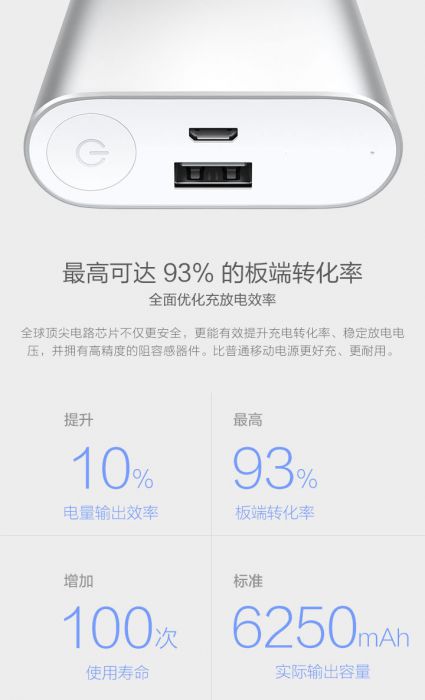 最高可达 93% 的板端转化率
全面优化充放电效率
全球顶尖电路芯片不仅更安全，更能有效提升充电转化率、稳定放电电
压，并拥有高精度的阻容感器件。比普通移动电源更好充、更耐用。
提升
10%
电量输出效率
最高
93%
板端转化率
增加
100次
使用寿命
标准
6250mAh
实际输出容量